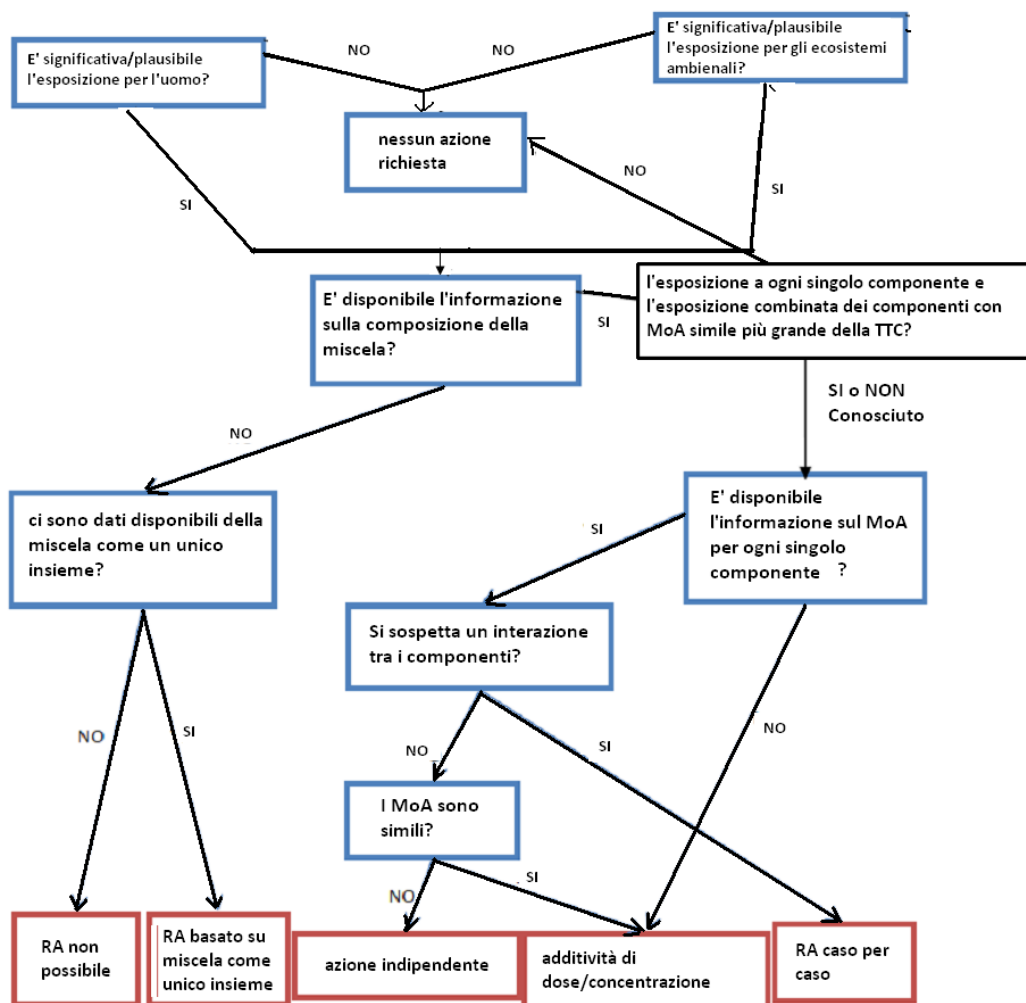 E' significativa/plausibile
l'esposizione per l'uomo?
NO
NO
E' significativa/plausibile
l'esposizione per gli ecosistemi
ambienali?
nessun azione
richiesta
SI
NO
SI
E' disponibile l'informazione
sulla composizione della
miscela?
SI
l'esposizione a ogni singolo componente e
l'esposizione combinata dei componenti con
MoA simile più grande della TTC?
SI o NON
Conosciuto
NO
ci sono dati disponibili della
miscela come un unico
insieme?
E' disponibile
l'informazione sul MoA
per ogni singolo
componente ?
SI
Si sospetta un interazione
tra i componenti?
NO
SI
NO
SI
NO
I MoA sono
simili?
NO
SI
RA non
possibile
RA basato su
miscela come
unico insieme
azione indipendente
additività di
dose/concentrazione
RA caso per
caso